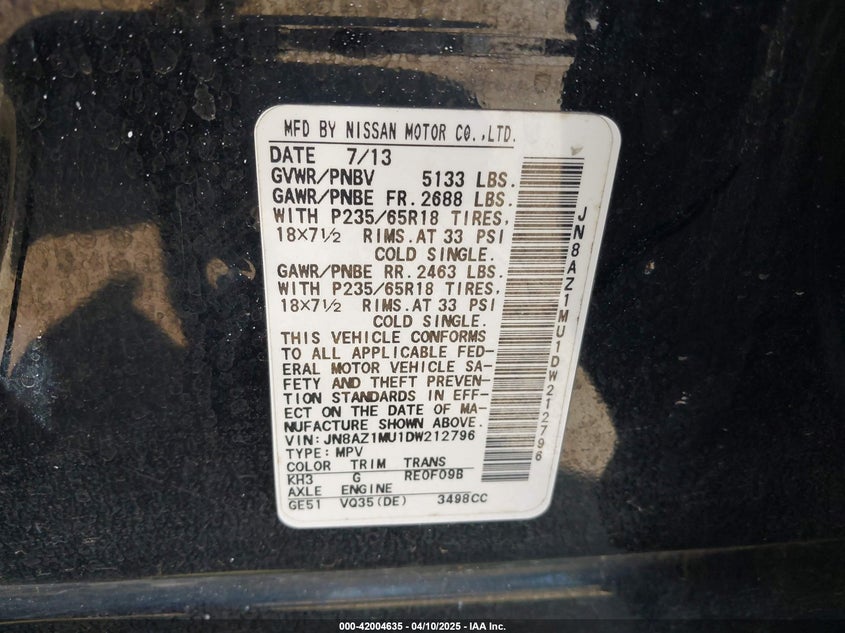 MFD BY NISSAN MOTOR CO.,LTD.
DATE 7/13
GVWR/PNBV 5133 LBS.
GAWR/PNBE FR.2688 LBS.
WITH P235/65R18 TIRES,
18×7½ RIMS.AT 33 PSI
COLD SINGLE.
GAWR/PNBE RR.2463 LBS.
WITH P235/65R18 TIRES,
18×7½ RIMS.AT 33 PSI
COLD SINGLE.
THIS VEHICLE CONFORMS
TO ALL APPLICABLE FED-
ERAL MOTOR VEHICLE SA-
FETY AND THEFT PREVEN-
TION STANDARDS IN EFF-
ECT ON THE DATE OF MA-
NUFACTURE SHOWN ABOVE.
VIN: JN8AZ1MU1DW212796
TYPE: MPV
COLOR TRIM TRANS
KH3 G RE0F09B
AXLE ENGINE
GE51 VQ35(DE) 3498CC
JN8AZ1MU1DW212796
000-42004635 - 04/10/2025 - IAA Inc.